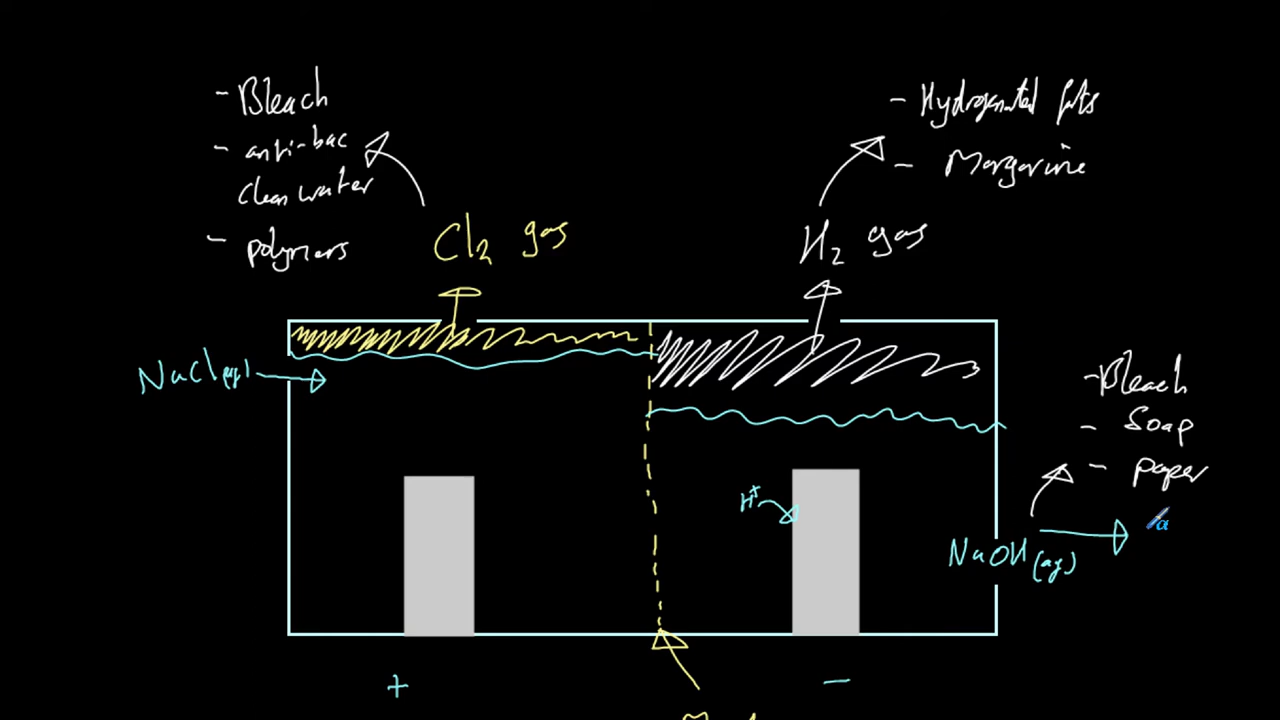 - Bleach
- anti-bac
clean water
- polymers
- Hydrogenated fats
- Margarine
Cl2 gas
H2 gas
NaCl(aq)
- Bleach
- Soap
- paper
H+
NaOH(aq)
+
-